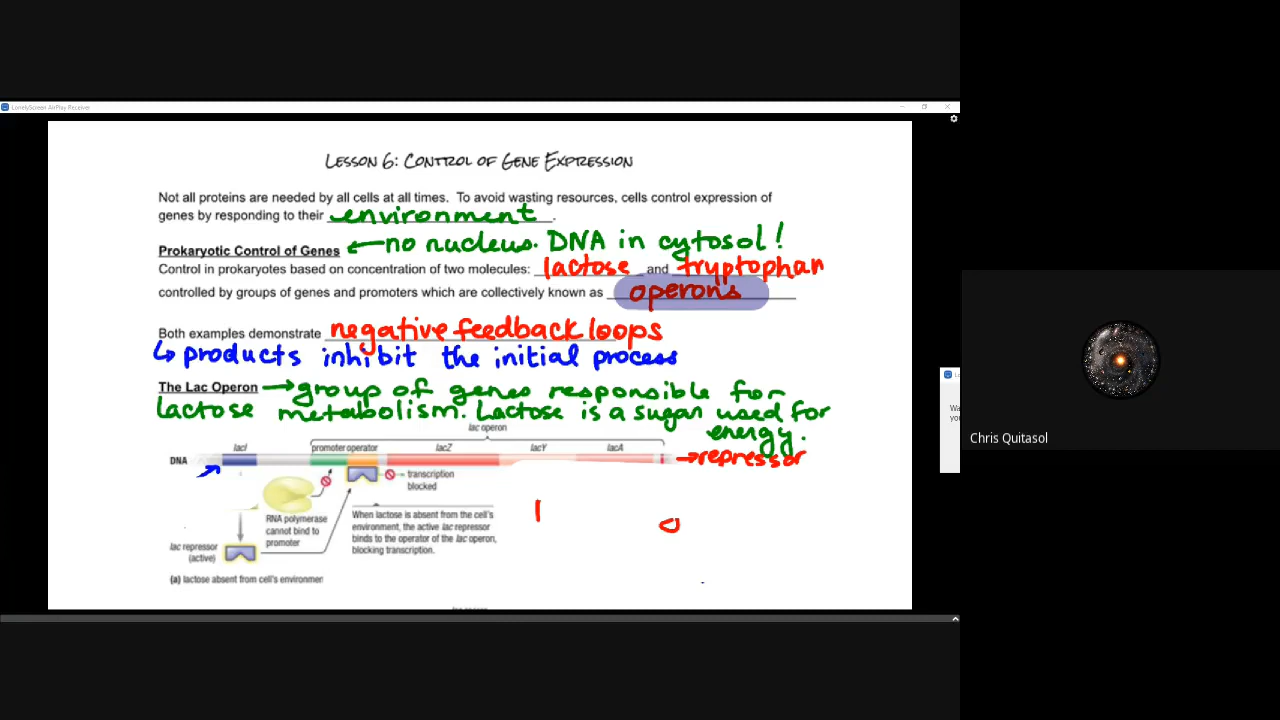 LonelyScreen AirPlay Receiver
LESSON 6: CONTROL OF GENE EXPRESSION
Not all proteins are needed by all cells at all times. To avoid wasting resources, cells control expression of
genes by responding to their environment.
Prokaryotic Control of Genes ← no nucleus. DNA in cytosol!
Control in prokaryotes based on concentration of two molecules: lactose and tryptophan
controlled by groups of genes and promoters which are collectively known as operons
Both examples demonstrate negative feedback loops
↳ products inhibit the initial process
The Lac Operon → group of genes responsible for
lactose metabolism. Lactose is a sugar used for
energy.
lac operon
lacI promoter operator lacZ lacY lacA
DNA → repressor
transcription
blocked
RNA polymerase
cannot bind to
promoter
When lactose is absent from the cell's
environment, the active lac repressor
binds to the operator of the lac operon,
blocking transcription.
lac repressor
(active)
(a) lactose absent from cell's environmen
Chris Quitasol